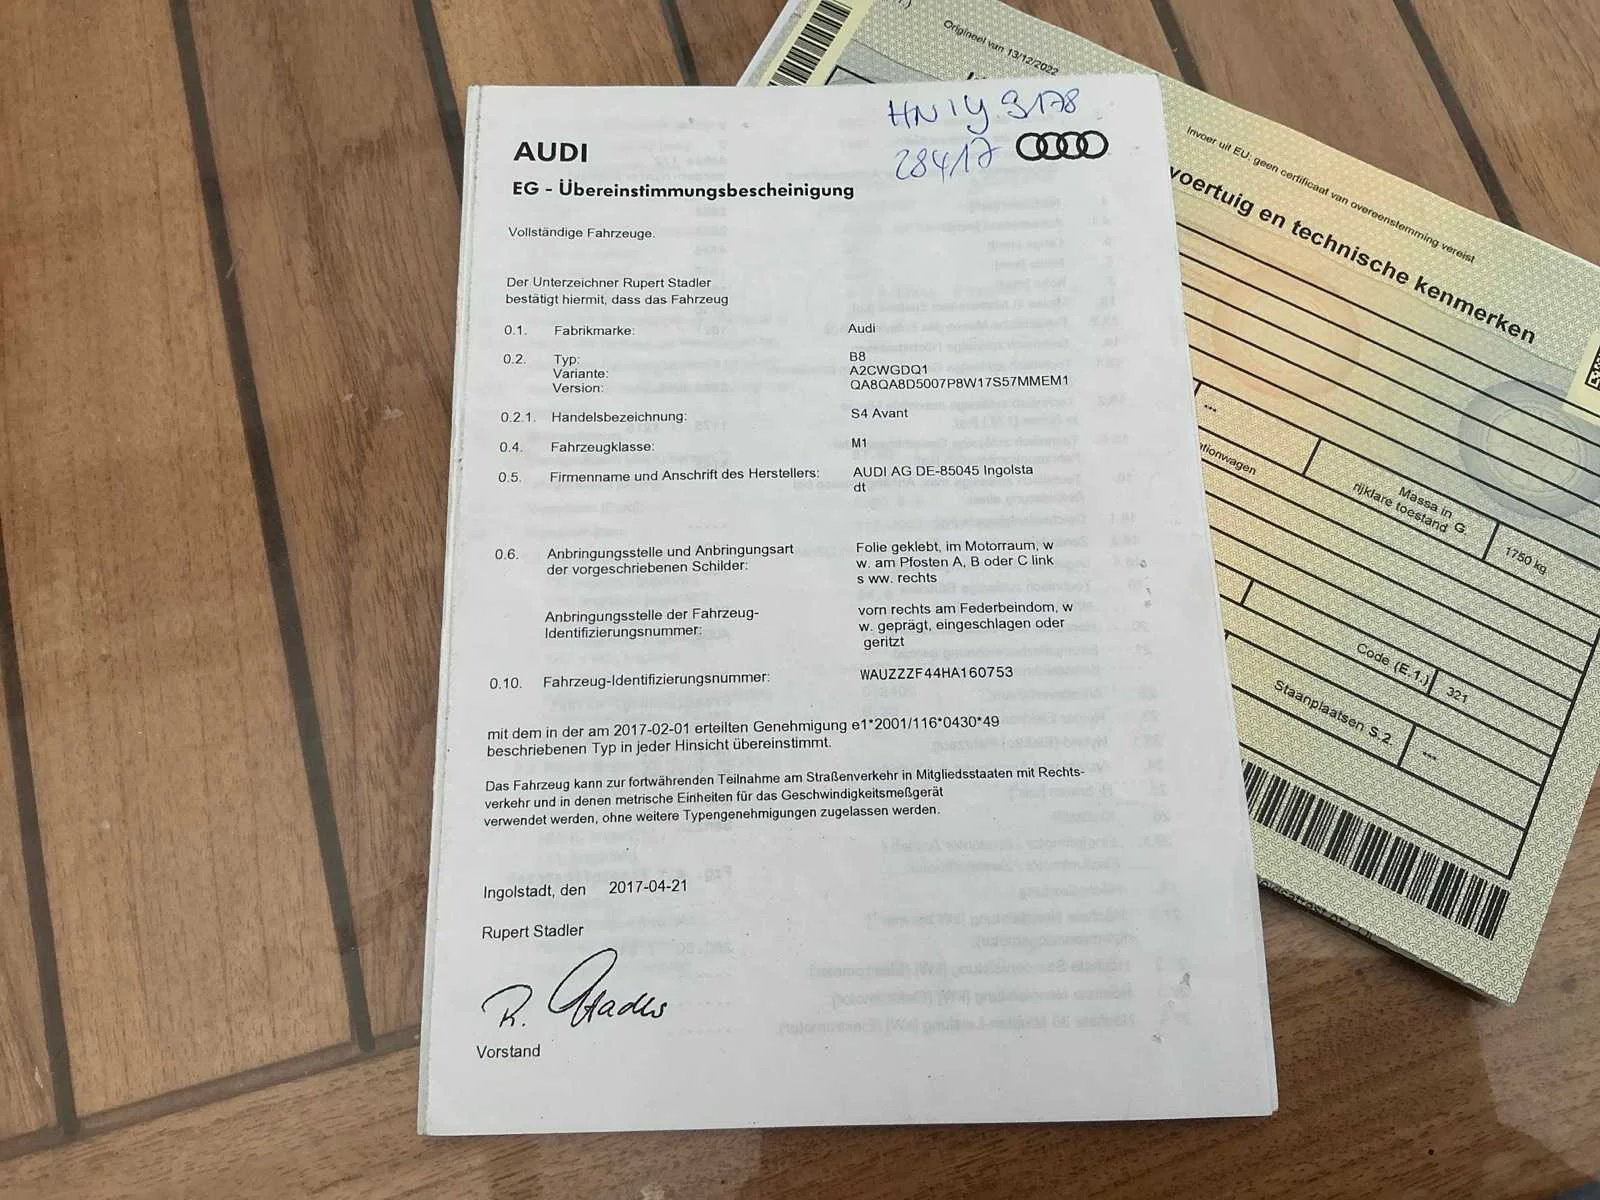 HN IY 9178
28417
AUDI
EG - Übereinstimmungsbescheinigung
Vollständige Fahrzeuge.
Der Unterzeichner Rupert Stadler
bestätigt hiermit, dass das Fahrzeug
0.1. Fabrikmarke: Audi
0.2. Typ: B8
Variante: A2CWGDQ1
Version: QA8QA8D5007P8W17S57MMEM1
0.2.1. Handelsbezeichnung: S4 Avant
0.4. Fahrzeugklasse: M1
0.5. Firmenname und Anschrift des Herstellers: AUDI AG DE-85045 Ingolsta
dt
0.6. Anbringungsstelle und Anbringungsart Folie geklebt, im Motorraum, w
der vorgeschriebenen Schilder: w. am Pfosten A, B oder C link
s ww. rechts
Anbringungsstelle der Fahrzeug- vorn rechts am Federbeindom, w
Identifizierungsnummer: w. geprägt, eingeschlagen oder
geritzt
0.10. Fahrzeug-Identifizierungsnummer: WAUZZZF44HA160753
mit dem in der am 2017-02-01 erteilten Genehmigung e1*2001/116*0430*49
beschriebenen Typ in jeder Hinsicht übereinstimmt.
Das Fahrzeug kann zur fortwährenden Teilnahme am Straßenverkehr in Mitgliedsstaaten mit Rechts-
verkehr und in denen metrische Einheiten für das Geschwindigkeitsmeßgerät
verwendet werden, ohne weitere Typengenehmigungen zugelassen werden.
Ingolstadt, den 2017-04-21
Rupert Stadler
R. Stadler
Vorstand
Origineel van 13/12/2022
Invoer uit EU: geen certificaat van overeenstemming vereist
voertuig en technische kenmerken
***
ationwagen
Massa in G.
rijklare toestand
1750 kg
Code (E.1.) 321
Staanplaatsen S.2. ***